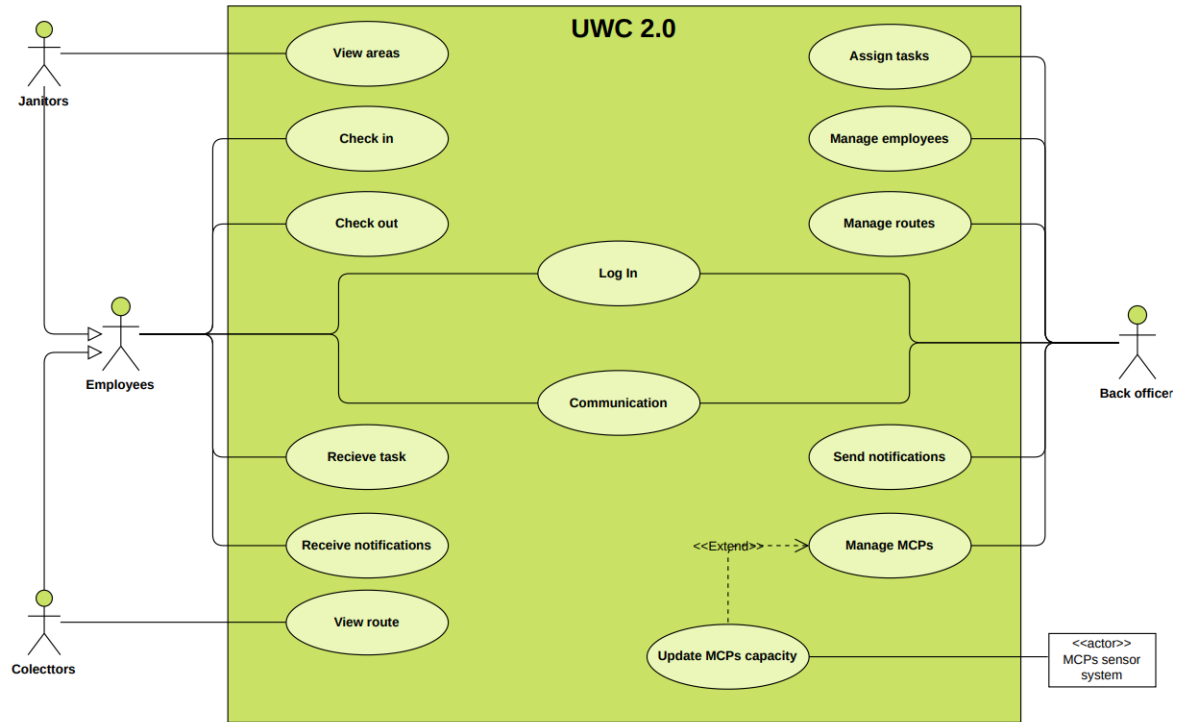 UWC 2.0
View areas
Assign tasks
Janitors
Check in
Manage employees
Check out
Manage routes
Log In
Employees
Back officer
Communication
Recieve task
Send notifications
Receive notifications
<<Extend>>
Manage MCPs
View route
Colecttors
Update MCPs capacity
<<actor>>
MCPs sensor
system